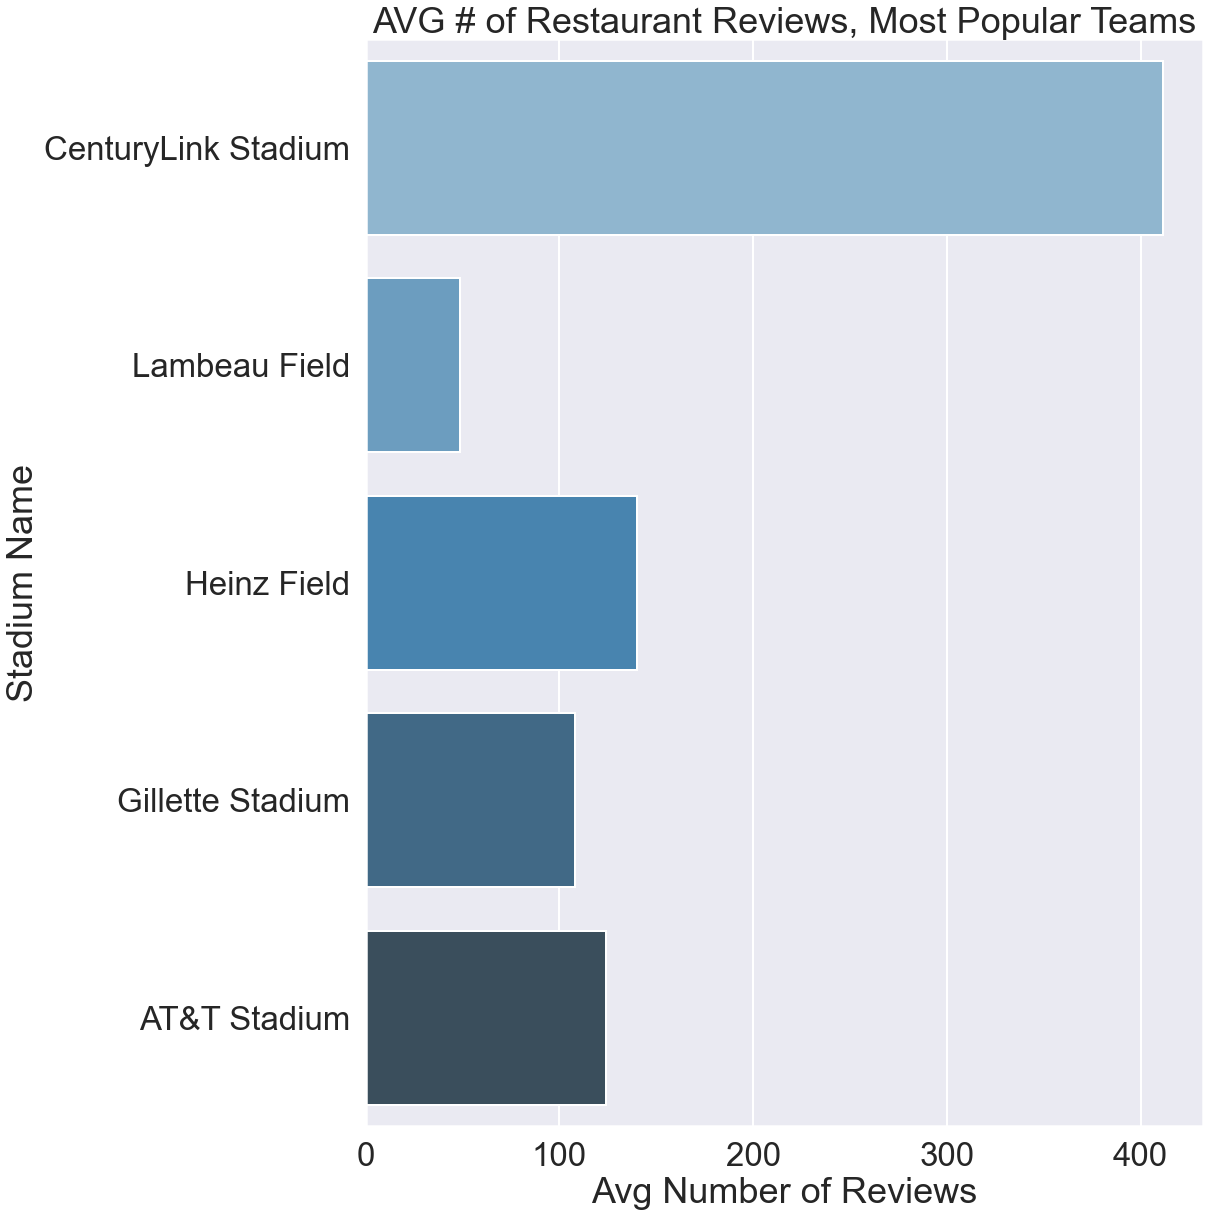 AVG # of Restaurant Reviews, Most Popular Teams
CenturyLink Stadium
Lambeau Field
Heinz Field
Gillette Stadium
AT&T Stadium
Stadium Name
0 100 200 300 400
Avg Number of Reviews